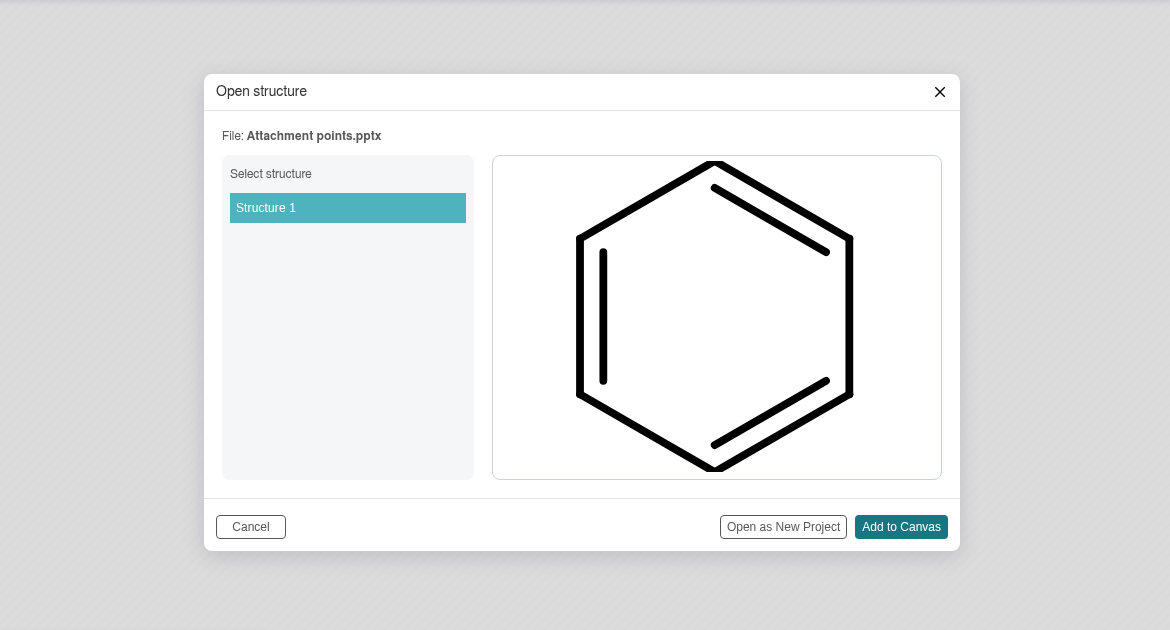 Open structure
File: Attachment points.pptx
Select structure
Structure 1
Cancel
Open as New Project
Add to Canvas